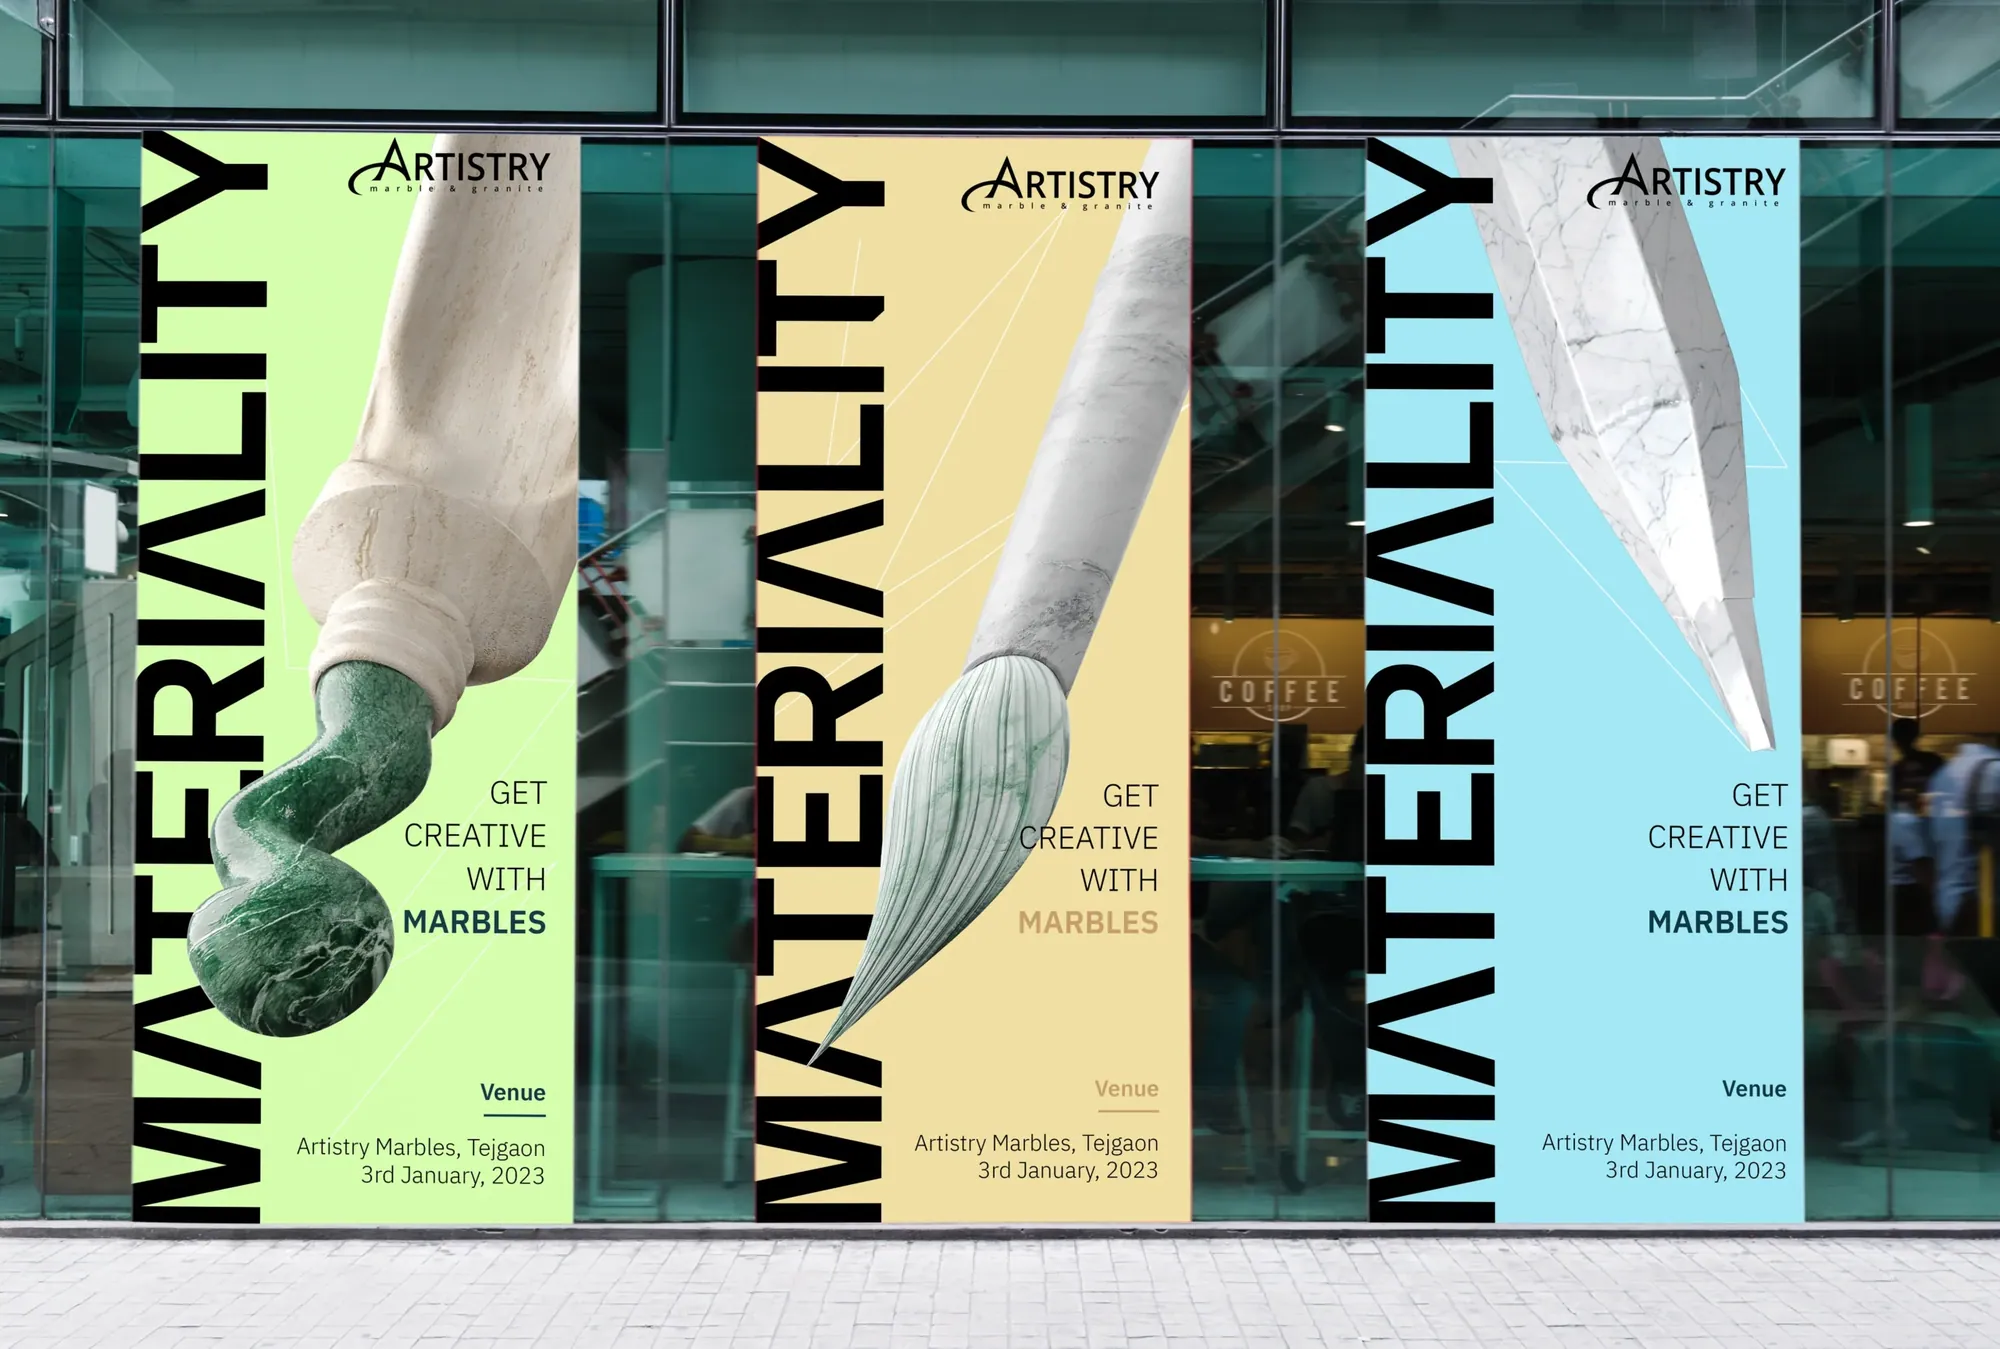 MATERIALITY
ARTISTRY
marble & granite
GET
CREATIVE
WITH
MARBLES
Venue
Artistry Marbles, Tejgaon
3rd January, 2023
MATERIALITY
ARTISTRY
marble & granite
GET
CREATIVE
WITH
MARBLES
Venue
Artistry Marbles, Tejgaon
3rd January, 2023
COFFEE
SHOP
MATERIALITY
ARTISTRY
marble & granite
GET
CREATIVE
WITH
MARBLES
Venue
Artistry Marbles, Tejgaon
3rd January, 2023
COFFEE